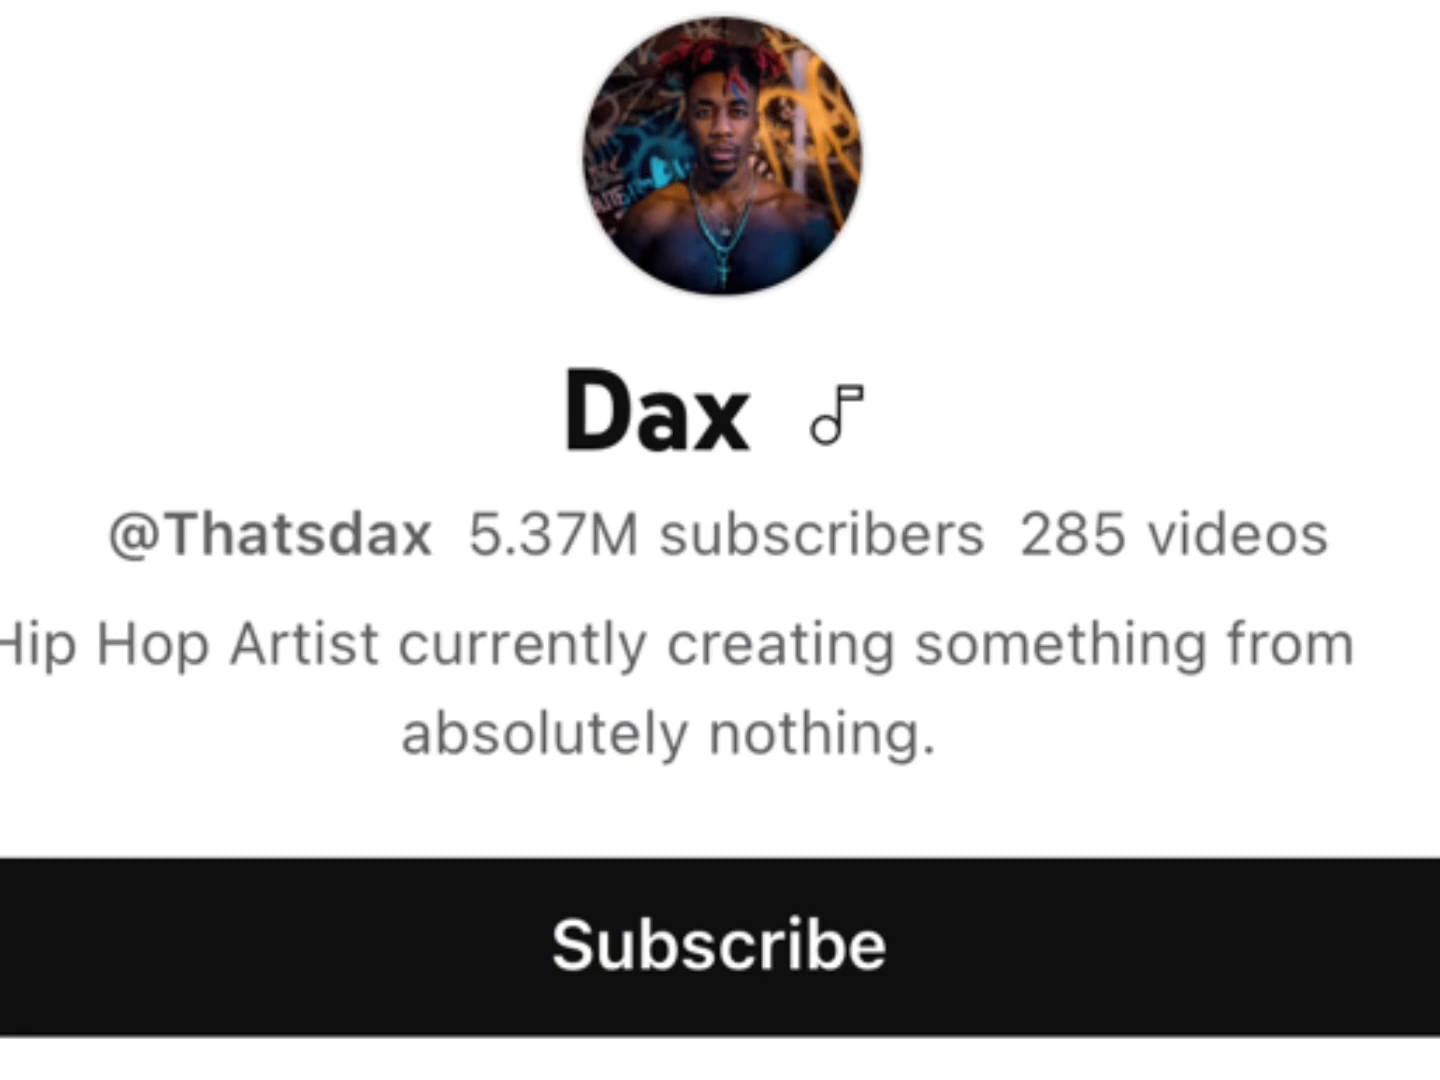 Dax
@Thatsdax 5.37M subscribers 285 videos
Hip Hop Artist currently creating something from
absolutely nothing.
Subscribe